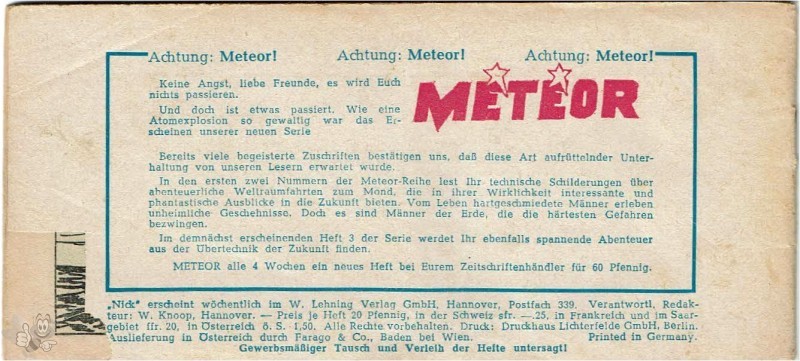 Achtung: Meteor! Achtung: Meteor! Achtung: Meteor!
Keine Angst, liebe Freunde, es wird Euch
nichts passieren.
Und doch ist etwas passiert. Wie eine
Atomexplosion so gewaltig war das Er-
scheinen unserer neuen Serie
METEOR
Bereits viele begeisterte Zuschriften bestätigen uns, daß diese Art aufrüttelnder Unter-
haltung von unseren Lesern erwartet wurde.
In den ersten zwei Nummern der Meteor-Reihe lest Ihr technische Schilderungen über
abenteuerliche Weltraumfahrten zum Mond, die in ihrer Wirklichkeit interessante und
phantastische Ausblicke in die Zukunft bieten. Vom Leben hartgeschmiedete Männer erleben
unheimliche Geschehnisse. Doch es sind Männer der Erde, die die härtesten Gefahren
bezwingen.
Im demnächst erscheinenden Heft 3 der Serie werdet Ihr ebenfalls spannende Abenteuer
aus der Übertechnik der Zukunft finden.
METEOR alle 4 Wochen ein neues Heft bei Eurem Zeitschriftenhändler für 60 Pfennig.
„Nick" erscheint wöchentlich im W. Lehning Verlag GmbH, Hannover, Postfach 339. Verantwortl. Redak-
teur: W. Knoop, Hannover. — Preis je Heft 20 Pfennig, in der Schweiz sfr. —.25, in Frankreich und im Saar-
gebiet ffr. 20, in Österreich ö. S. 1,50. Alle Rechte vorbehalten. Druck: Druckhaus Lichterfelde GmbH, Berlin.
Auslieferung in Österreich durch Farago & Co., Baden bei Wien. Printed in Germany.
Gewerbsmäßiger Tausch und Verleih der Hefte untersagt!